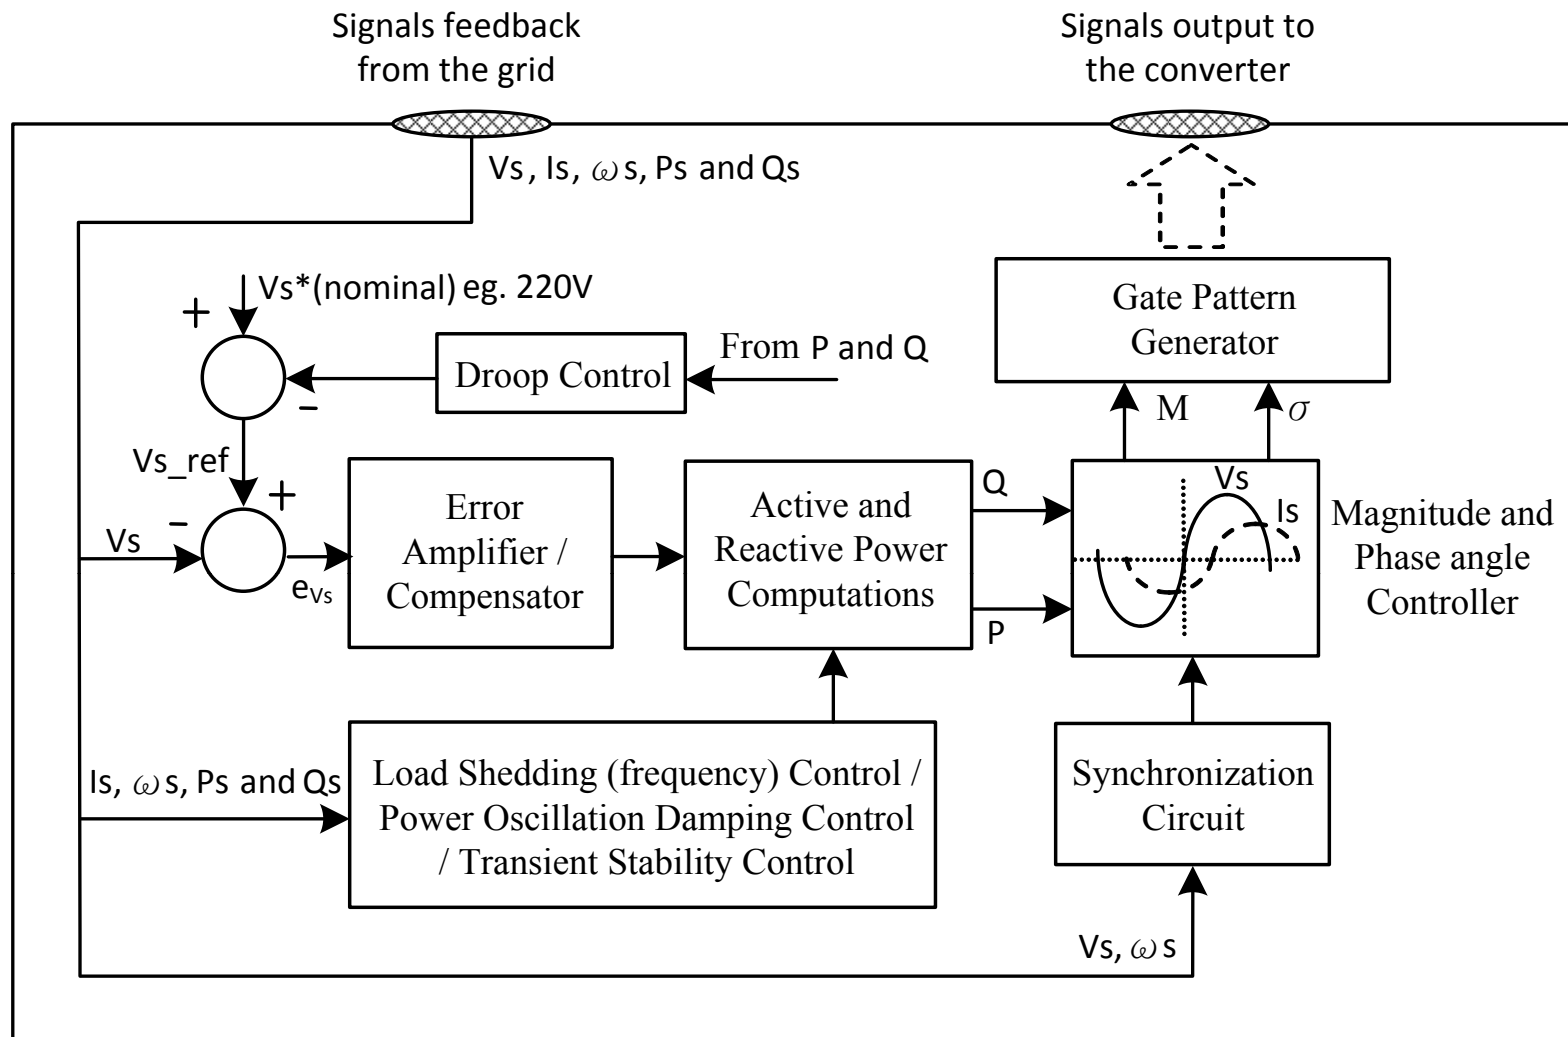 Signals feedback
from the grid
Signals output to
the converter
Vs, Is, ωs, Ps and Qs
Vs*(nominal) eg. 220V
+
Droop Control
From P and Q
-
Gate Pattern
Generator
M
σ
Vs_ref
+
-
Vs
eVs
Error
Amplifier /
Compensator
Active and
Reactive Power
Computations
Q
P
Vs
Is
Magnitude and
Phase angle
Controller
Is, ωs, Ps and Qs
Load Shedding (frequency) Control /
Power Oscillation Damping Control
/ Transient Stability Control
Synchronization
Circuit
Vs, ωs